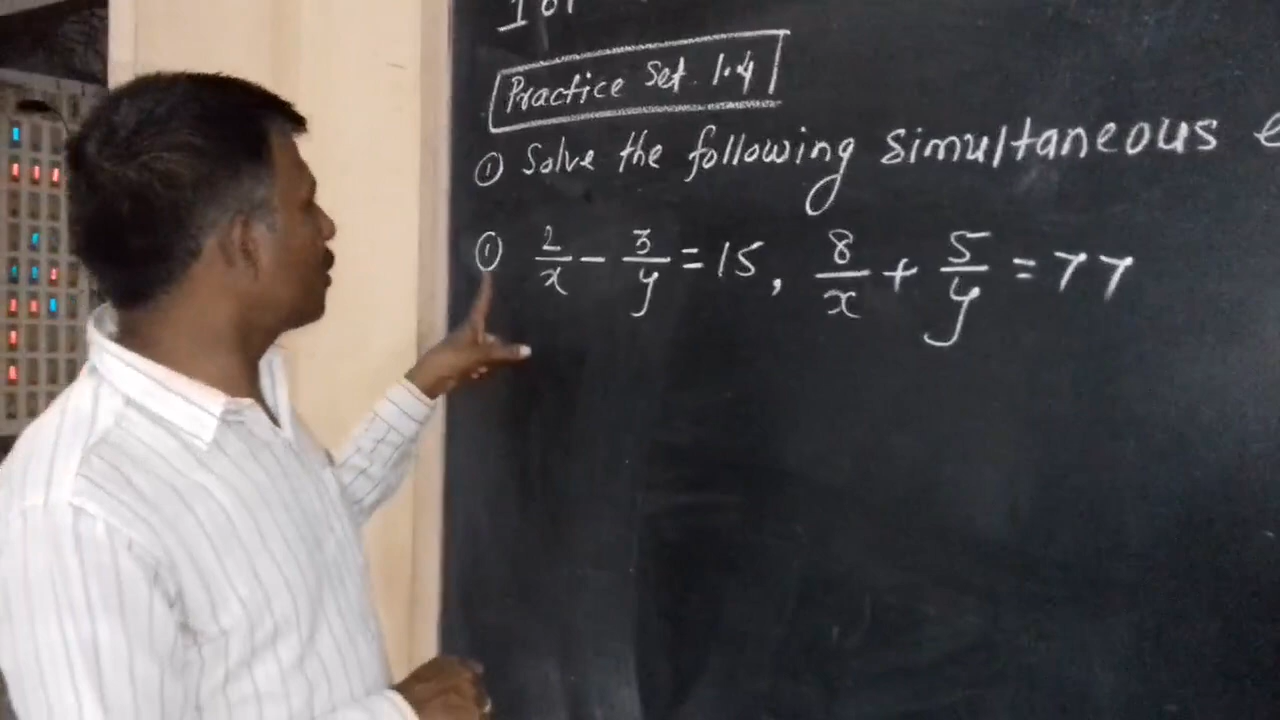 Practice Set 1.4
① Solve the following simultaneous
① 2/x - 3/y = 15, 8/x + 5/y = 77